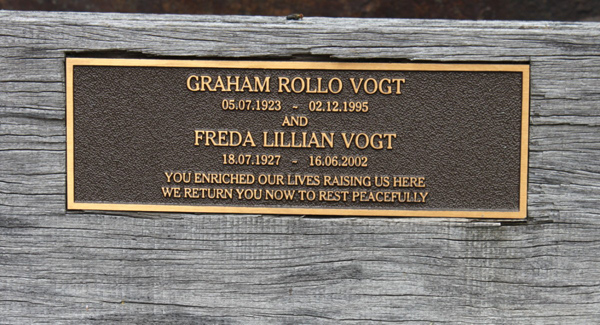 GRAHAM ROLLO VOGT
05.07.1923 ~ 02.12.1995
AND
FREDA LILLIAN VOGT
18.07.1927 ~ 16.06.2002
YOU ENRICHED OUR LIVES RAISING US HERE
WE RETURN YOU NOW TO REST PEACEFULLY